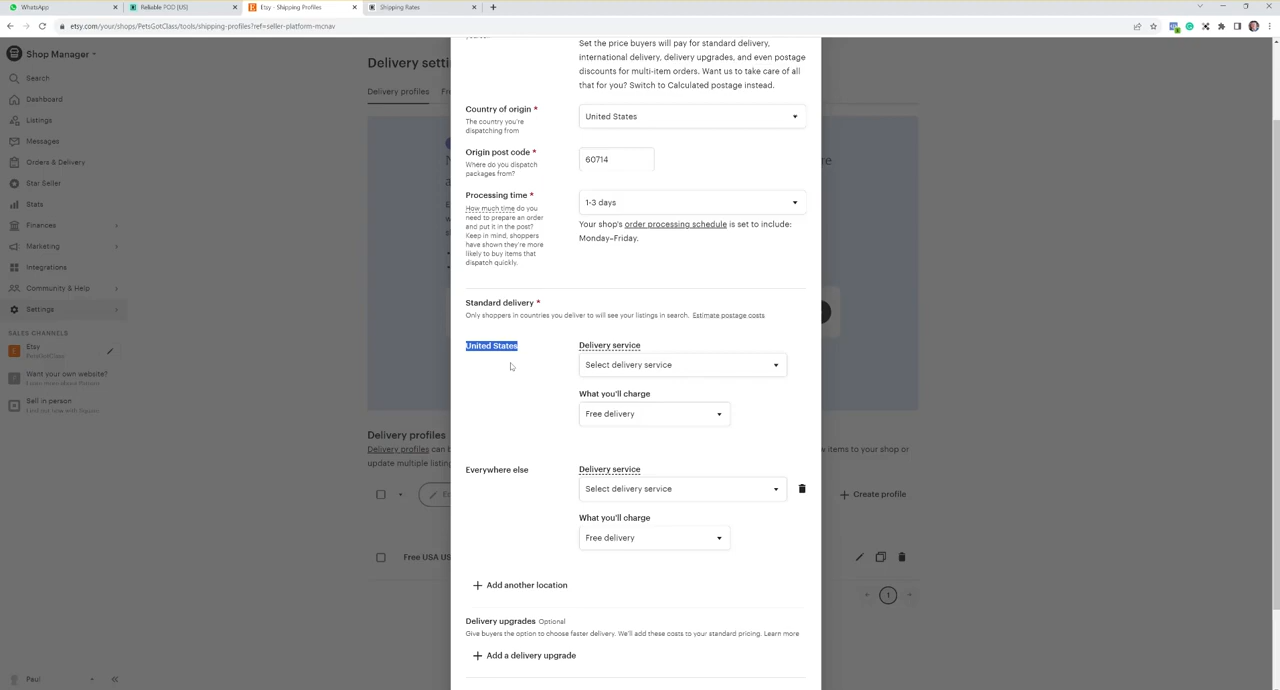 WhatsApp
Reliable POD [US]
Etsy - Shipping Profiles
Shipping Rates
etsy.com/your/shops/PetsGotClass/tools/shipping-profiles?ref=seller-platform-mcnav
Shop Manager
Search
Dashboard
Listings
Messages
Orders & Delivery
Star Seller
Stats
Finances
Marketing
Integrations
Community & Help
Settings
SALES CHANNELS
Etsy
PetsGotClass
Want your own website?
Sell in person
Paul
Delivery profiles
Delivery profiles
Delivery profiles can b
update multiple listing
w items to your shop or
Create profile
Free USA US
1
Set the price buyers will pay for standard delivery,
international delivery, delivery upgrades, and even postage
discounts for multi-item orders. Want us to take care of all
that for you? Switch to Calculated postage instead.
Country of origin *
The country you're
dispatching from
United States
Origin post code *
Where do you dispatch
packages from?
60714
Processing time *
How much time do you
need to prepare an order
and put it in the post?
Keep in mind, shoppers
have shown they're more
likely to buy items that
dispatch quickly.
1-3 days
Your shop's order processing schedule is set to include:
Monday–Friday.
Standard delivery *
Only shoppers in countries you deliver to will see your listings in search. Estimate postage costs
United States
Delivery service
Select delivery service
What you'll charge
Free delivery
Everywhere else
Delivery service
Select delivery service
What you'll charge
Free delivery
Add another location
Delivery upgrades Optional
Give buyers the option to choose faster delivery. We'll add these costs to your standard pricing. Learn more
Add a delivery upgrade